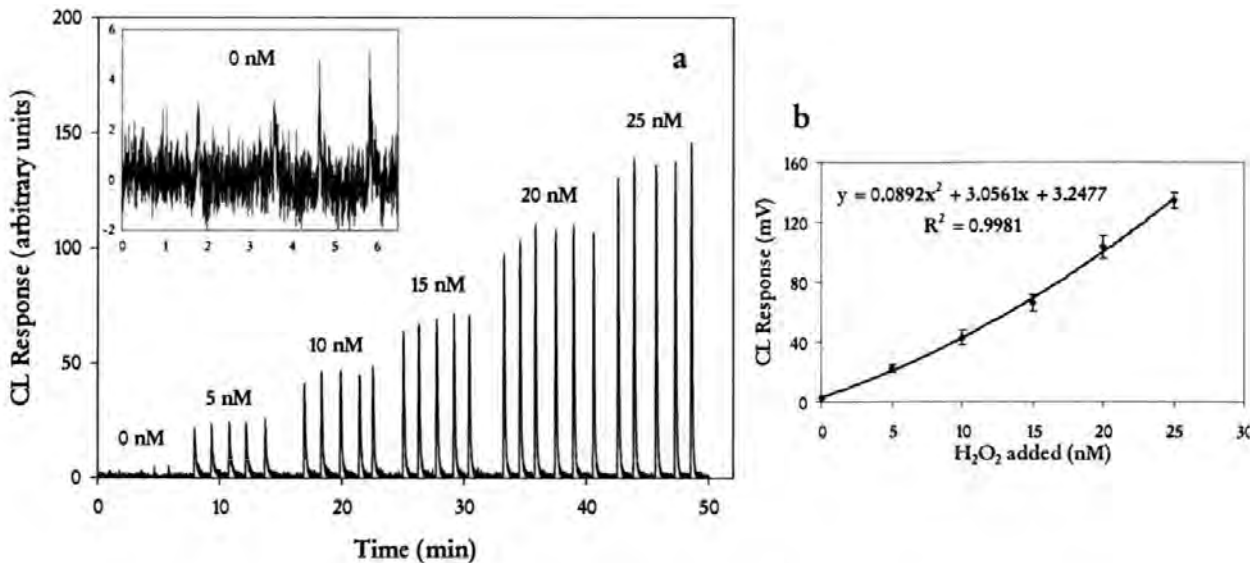 200
150
100
50
0
CL Response (arbitrary units)
6
4
2
0
-2
0 nM
0 1 2 3 4 5 6
a
0 nM
5 nM
10 nM
15 nM
20 nM
25 nM
0 10 20 30 40 50
Time (min)
b
160
120
80
40
0
CL Response (mV)
y = 0.0892x² + 3.0561x + 3.2477
R² = 0.9981
0 5 10 15 20 25 30
H₂O₂ added (nM)